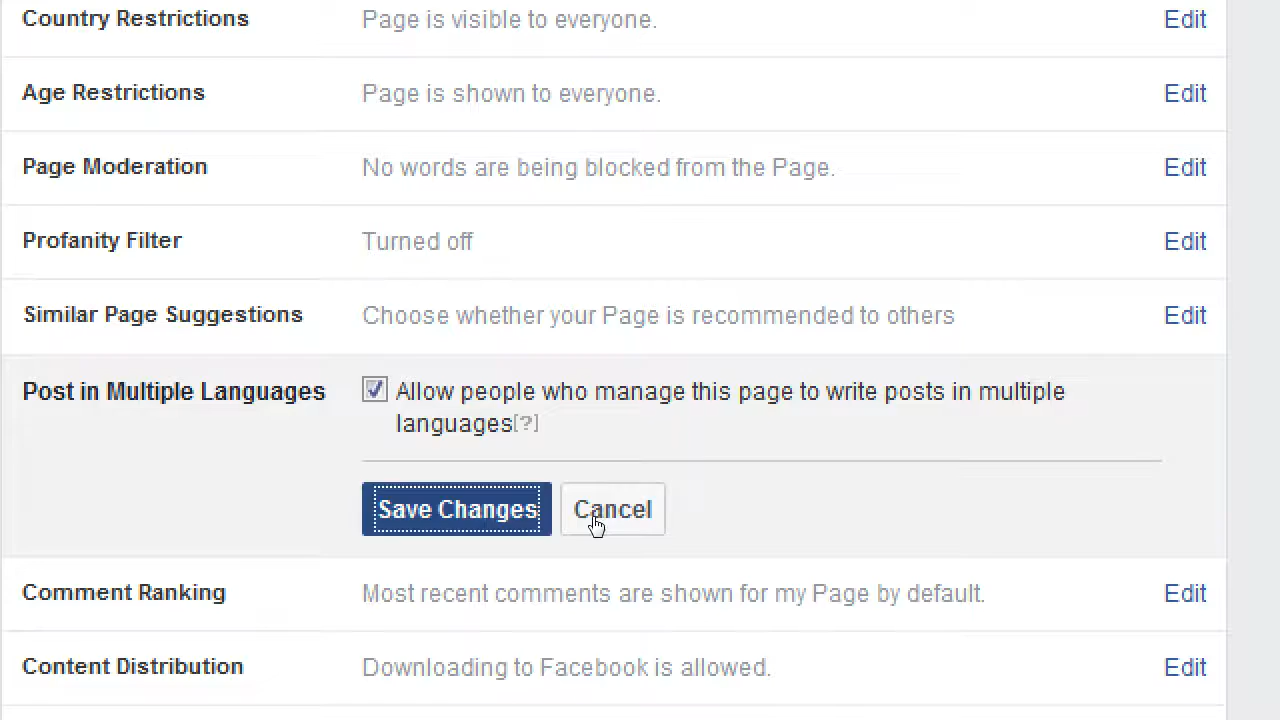 Country Restrictions Page is visible to everyone. Edit
Age Restrictions Page is shown to everyone. Edit
Page Moderation No words are being blocked from the Page. Edit
Profanity Filter Turned off Edit
Similar Page Suggestions Choose whether your Page is recommended to others Edit
Post in Multiple Languages Allow people who manage this page to write posts in multiple
languages[?]
Save Changes Cancel
Comment Ranking Most recent comments are shown for my Page by default. Edit
Content Distribution Downloading to Facebook is allowed. Edit